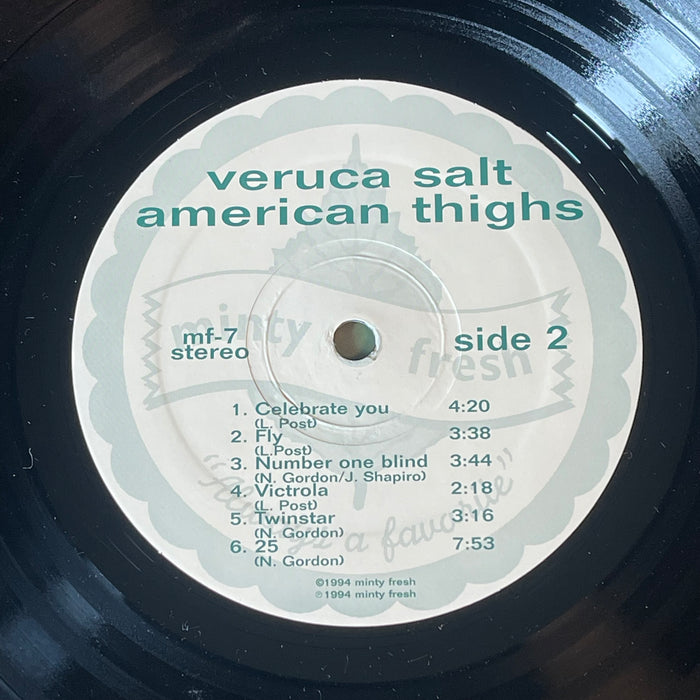 veruca salt
american thighs
minty fresh
mf-7
stereo
side 2
1. Celebrate you 4:20
(L. Post)
2. Fly 3:38
(L.Post)
3. Number one blind 3:44
(N. Gordon/J. Shapiro)
4. Victrola 2:18
(L. Post)
5. Twinstar 3:16
(N. Gordon)
6. 25 7:53
(N. Gordon)
"Always a favorite"
©1994 minty fresh
℗1994 minty fresh